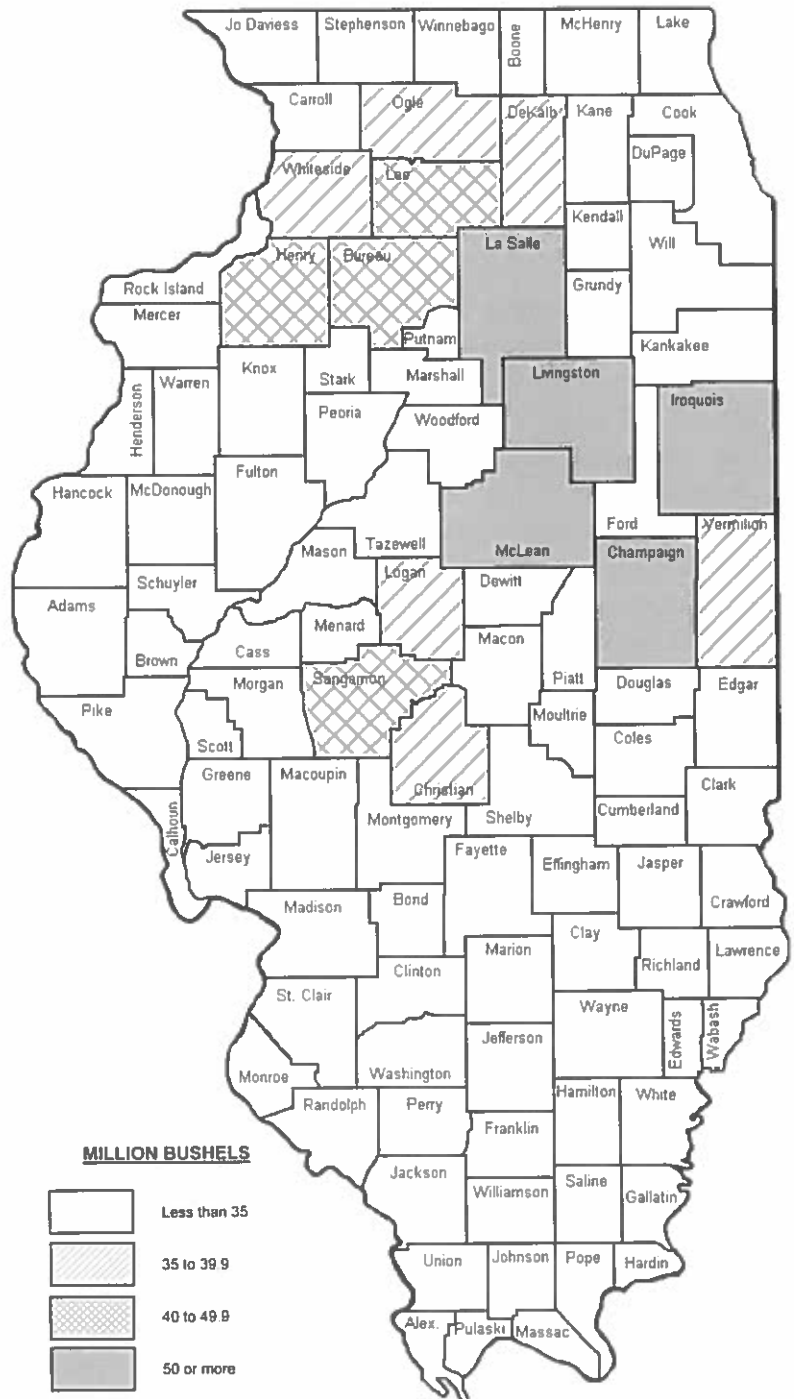 Jo Daviess Stephenson Winnebago Boone McHenry Lake
Carroll Ogle DeKalb Kane Cook
DuPage
Whiteside Lee
Kendall
La Salle Will
Henry Bureau
Rock Island Grundy
Mercer
Putnam
Kankakee
Knox Stark Marshall Livingston
Henderson Warren Iroquois
Peoria Woodford
Fulton
Hancock McDonough
Ford Vermilion
Mason Tazewell McLean Champaign
Logan Dewitt
Schuyler
Adams
Menard Macon
Brown Cass
Sangamon Piatt Douglas Edgar
Morgan
Pike Moultrie
Scott Coles
Greene Macoupin Christian Clark
Calhoun Montgomery Shelby Cumberland
Jersey Fayette Effingham Jasper
Madison Bond Crawford
Clay
Marion Lawrence
Clinton Richland
St. Clair
Wayne
Jefferson Edwards Wabash
Monroe Washington
Randolph Perry Hamilton White
Franklin
MILLION BUSHELS
Jackson
Williamson Saline Gallatin
Less than 35
Union Johnson Pope Hardin
35 to 39.9
40 to 49.9
Alex. Pulaski Massac
50 or more